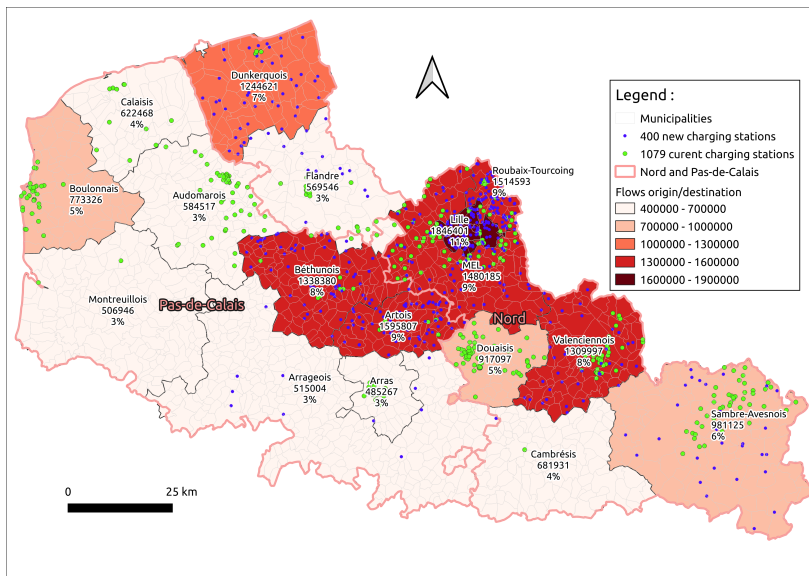 Dunkerquois
1244621
7%
Calaisis
622468
4%
Legend :
Municipalities
400 new charging stations
1079 curent charging stations
Nord and Pas-de-Calais
Flows origin/destination
400000 - 700000
700000 - 1000000
1000000 - 1300000
1300000 - 1600000
1600000 - 1900000
Boulonnais
773326
5%
Audomarois
584517
3%
Flandre
569546
3%
Roubaix-Tourcoing
1514593
9%
Lille
1846401
11%
MEL
1480185
9%
Béthunois
1338380
8%
Montreuillois
506946
3%
Pas-de-Calais
Artois
1595807
9%
Nord
Douaisis
917097
5%
Valenciennois
1309997
8%
Arrageois
515004
3%
Arras
485267
3%
Sambre-Avesnois
981125
6%
Cambrésis
681931
4%
0
25 km